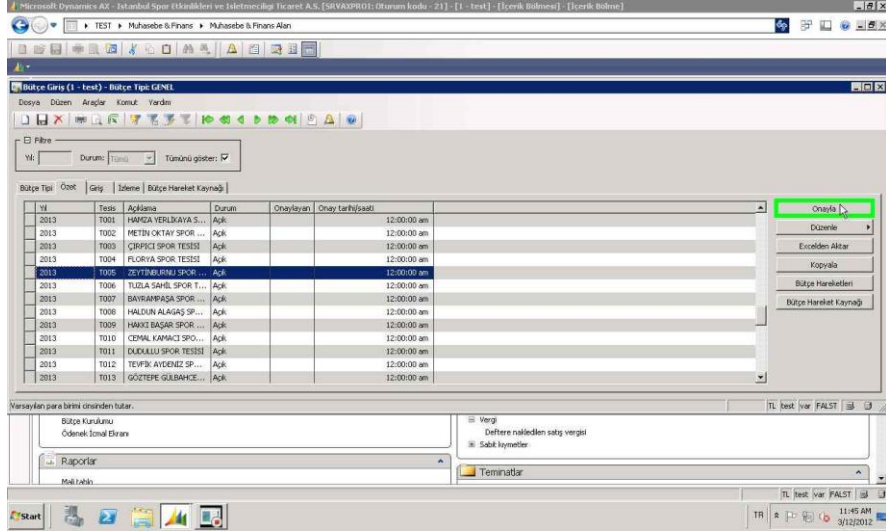 Microsoft Dynamics AX - Istanbul Spor Etkinlikleri ve Isletmeciligi Ticaret A.S. [SRVAXPRO1: Oturum kodu - 21] - [1 - test] - [İçerik Bölmesi] - [İçerik Bölme]
TEST Muhasebe & Finans Muhasebe & Finans Alan
Bütçe Giriş (1 - test) - Bütçe Tipi: GENEL
Dosya Düzen Araçlar Komut Yardım
Filtre
Yıl: Durum: Tümü Tümünü göster:
Bütçe Tipi Özet Giriş İzleme Bütçe Hareket Kaynağı
Yıl Tesis Açıklama Durum Onaylayan Onay tarihi/saati
2013 T001 HAMZA YERLİKAYA S... Açık 12:00:00 am
2013 T002 METİN OKTAY SPOR ... Açık 12:00:00 am
2013 T003 ÇIRPICI SPOR TESİSİ Açık 12:00:00 am
2013 T004 FLORYA SPOR TESİSİ Açık 12:00:00 am
2013 T005 ZEYTİNBURNU SPOR ... Açık 12:00:00 am
2013 T006 TUZLA SAHİL SPOR T... Açık 12:00:00 am
2013 T007 BAYRAMPAŞA SPOR ... Açık 12:00:00 am
2013 T008 HALDUN ALAGAŞ SP... Açık 12:00:00 am
2013 T009 HAKKI BAŞAR SPOR ... Açık 12:00:00 am
2013 T010 CEMAL KAMACI SPO... Açık 12:00:00 am
2013 T011 DUDULLU SPOR TESİSİ Açık 12:00:00 am
2013 T012 TEVFİK AYDENİZ SP... Açık 12:00:00 am
2013 T013 GÖZTEPE GÜLBAHCE... Açık 12:00:00 am
Onayla
Düzenle
Excelden Aktar
Kopyala
Bütçe Hareketleri
Bütçe Hareket Kaynağı
Varsayılan para birimi cinsinden tutar.
TL test var FALST
Bütçe Kurulumu
Ödenek İcmal Ekranı
Raporlar
Mali tablo
Vergi
Deftere nakledilen satış vergisi
Sabit kıymetler
Teminatlar
TL test var FALST
Start
TR
11:45 AM
3/12/2012